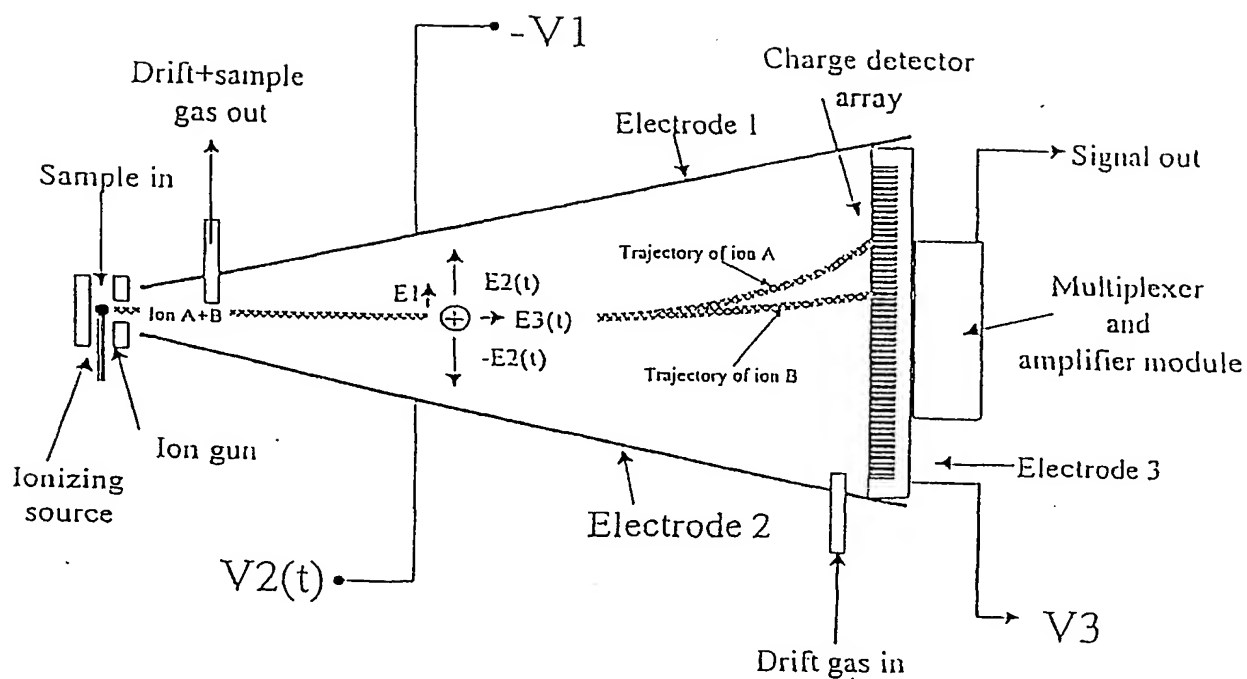 -V1
Drift+sample
gas out
Charge detector
array
Electrode 1
Signal out
Sample in
Trajectory of ion A
E1
E2(t)
Ion A+B
E3(t)
-E2(t)
Multiplexer
and
amplifier module
Trajectory of ion B
Ion gun
Ionizing
source
Electrode 3
Electrode 2
V2(t)
V3
Drift gas in